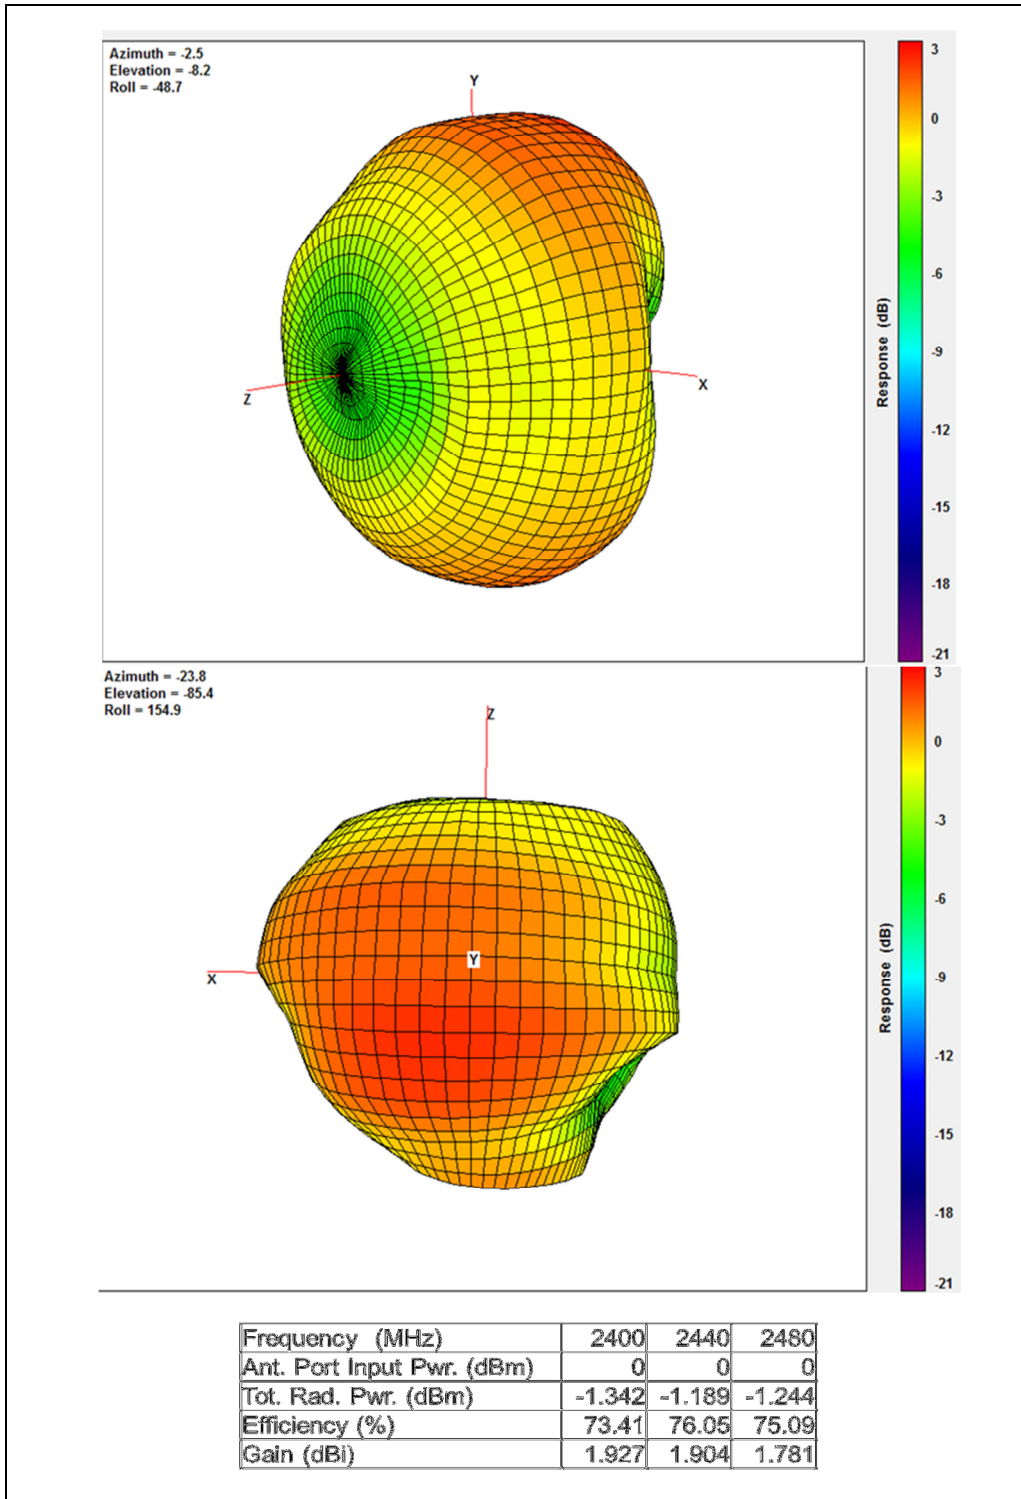 Azimuth = -2.5
Elevation = -8.2
Roll = -48.7
Y
Z
X
3
0
-3
-6
-9
-12
-15
-18
-21
Response (dB)
Azimuth = -23.8
Elevation = -85.4
Roll = 154.9
Z
Y
X
3
0
-3
-6
-9
-12
-15
-18
-21
Response (dB)
Frequency (MHz) 2400 2440 2480
Ant. Port Input Pwr. (dBm) 0 0 0
Tot. Rad. Pwr. (dBm) -1.342 -1.189 -1.244
Efficiency (%) 73.41 76.05 75.09
Gain (dBi) 1.927 1.904 1.781